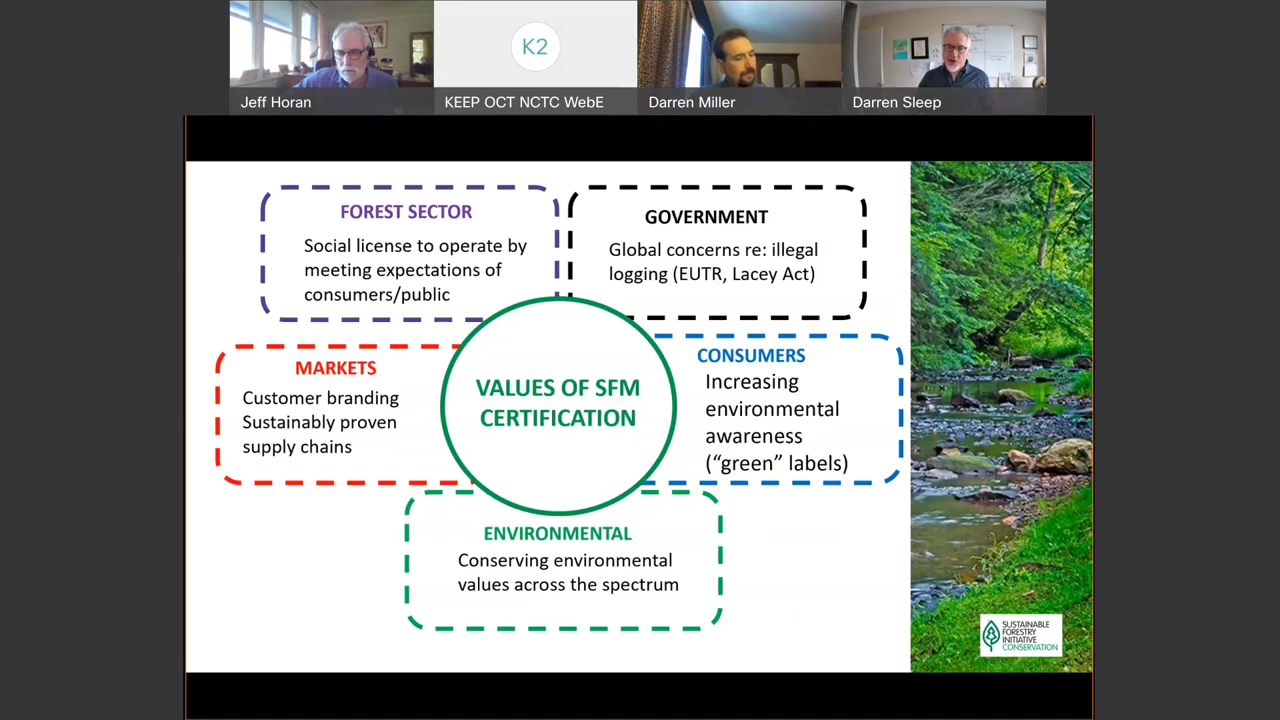 K2
Jeff Horan
KEEP OCT NCTC WebE
Darren Miller
Darren Sleep
FOREST SECTOR
Social license to operate by
meeting expectations of
consumers/public
GOVERNMENT
Global concerns re: illegal
logging (EUTR, Lacey Act)
MARKETS
Customer branding
Sustainably proven
supply chains
VALUES OF SFM
CERTIFICATION
CONSUMERS
Increasing
environmental
awareness
(“green” labels)
ENVIRONMENTAL
Conserving environmental
values across the spectrum
SUSTAINABLE
FORESTRY
INITIATIVE
CONSERVATION